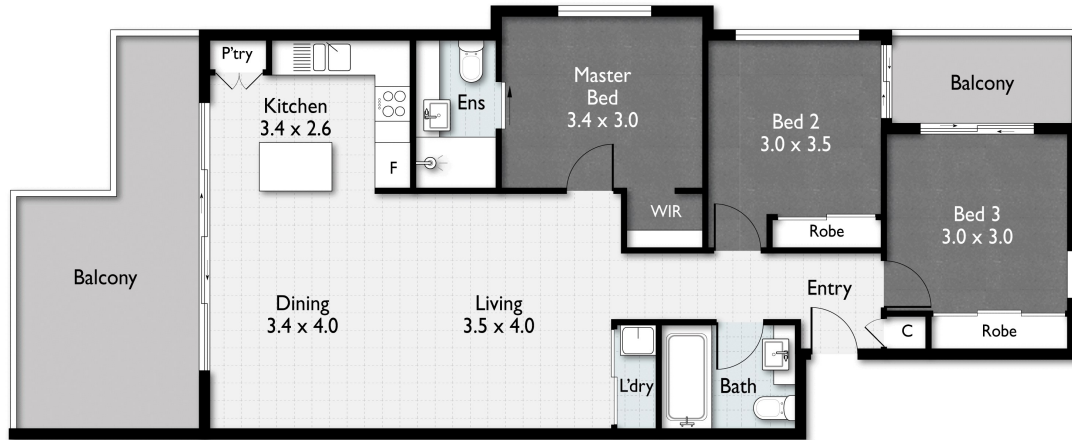 P'try
Kitchen
3.4 x 2.6
F
Ens
Master
Bed
3.4 x 3.0
WIR
Bed 2
3.0 x 3.5
Robe
Balcony
Bed 3
3.0 x 3.0
Robe
C
Entry
Balcony
Dining
3.4 x 4.0
Living
3.5 x 4.0
L'dry
Bath